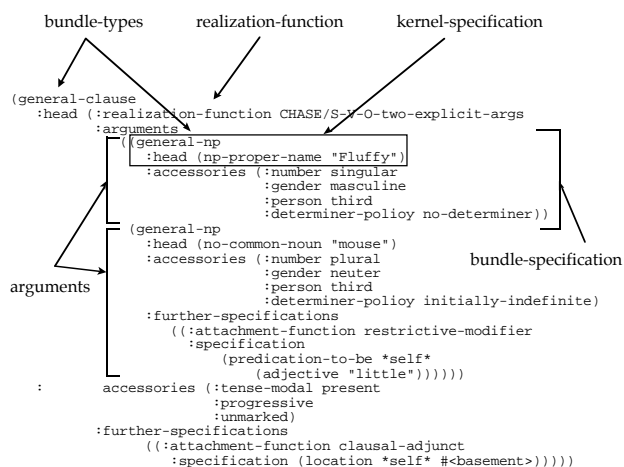 bundle-types realization-function kernel-specification
(general-clause
:head (:realization-function CHASE/S-V-O-two-explicit-args
:arguments
((general-np
:head (np-proper-name "Fluffy")
:accessories (:number singular
:gender masculine
:person third
:determiner-polioy no-determiner))
(general-np
:head (no-common-noun "mouse")
bundle-specification
:accessories (:number plural
:gender neuter
arguments
:person third
:determiner-polioy initially-indefinite)
:further-specifications
((:attachment-function restrictive-modifier
:specification
(predication-to-be *self*
(adjective "little"))))))
: accessories (:tense-modal present
:progressive
:unmarked)
:further-specifications
((:attachment-function clausal-adjunct
:specification (location *self* #<basement>)))))